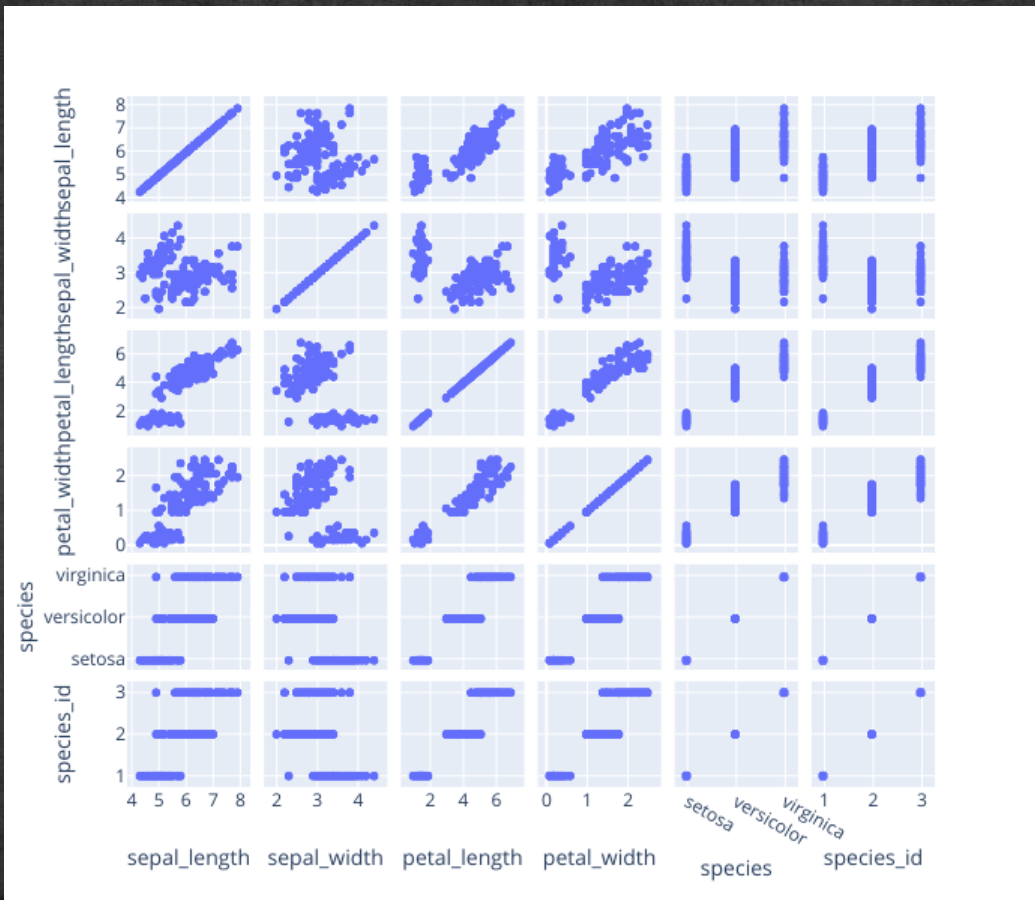 sepal_length
8
7
6
5
4
sepal_width
4
3
2
petal_length
6
4
2
petal_width
2
1
0
species
virginica
versicolor
setosa
species_id
3
2
1
4 5 6 7 8 2 3 4 2 4 6 0 1 2 setosa versicolor virginica 1 2 3
sepal_length sepal_width petal_length petal_width species species_id